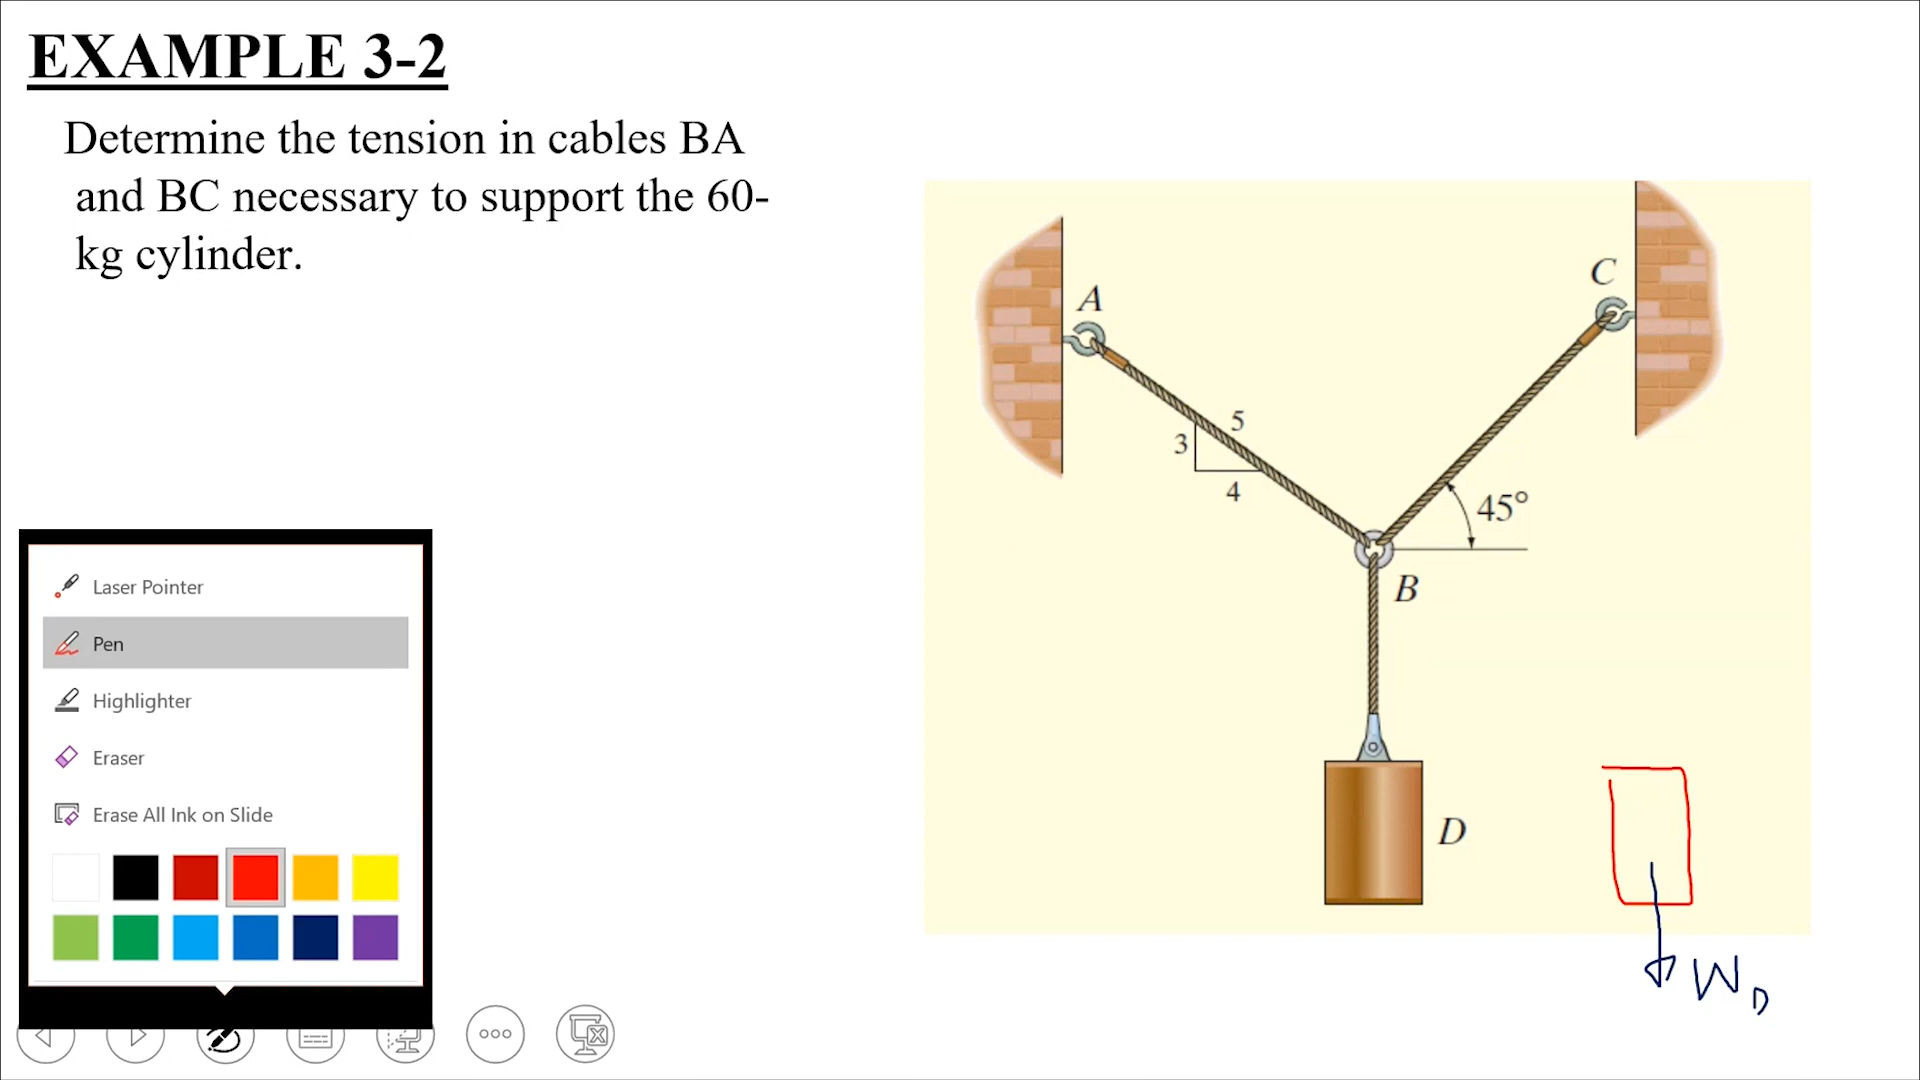 EXAMPLE 3-2
Determine the tension in cables BA
and BC necessary to support the 60-
kg cylinder.
C
A
5
3
4
45°
B
D
W D
Laser Pointer
Pen
Highlighter
Eraser
Erase All Ink on Slide